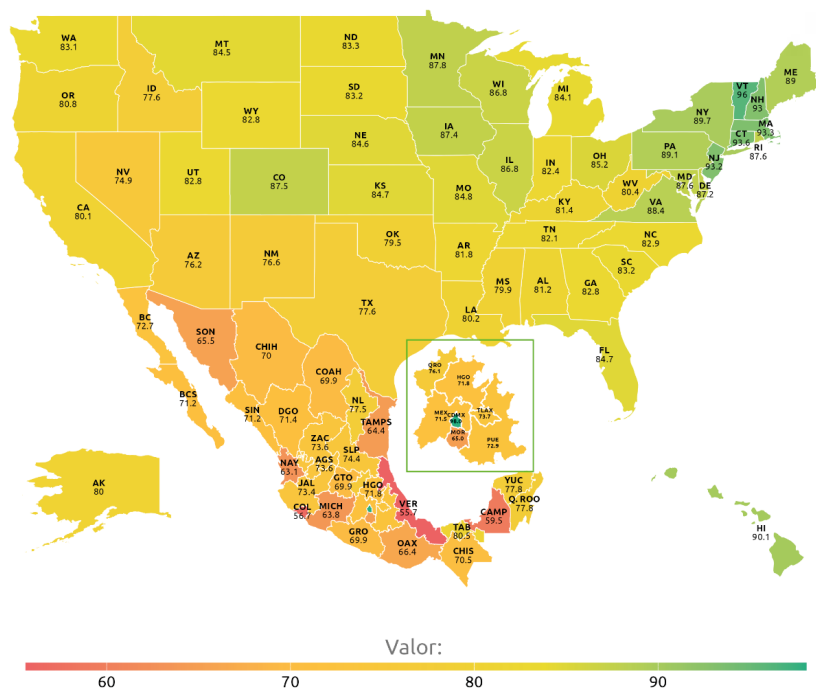 WA
83.1
MT
84.5
ND
83.3
MN
87.8
ME
89
OR
80.8
ID
77.6
SD
83.2
WI
86.8
MI
84.1
VT
96
NH
93
WY
82.8
NY
89.7
MA
93.3
CT
93.6
RI
87.6
IA
87.4
NE
84.6
PA
89.1
NJ
93.2
NV
74.9
UT
82.8
CO
87.5
IL
86.8
IN
82.4
OH
85.2
MD
87.6
DE
87.2
WV
80.4
KS
84.7
MO
84.8
KY
81.4
VA
88.4
CA
80.1
TN
82.1
NC
82.9
OK
79.5
AR
81.8
AZ
76.2
NM
76.6
SC
83.2
MS
79.9
AL
81.2
GA
82.8
TX
77.6
LA
80.2
BC
72.7
SON
65.5
CHIH
70
FL
84.7
COAH
69.9
QRO
76.1
HGO
71.8
BCS
71.2
SIN
71.2
DGO
71.4
NL
77.5
TAMPS
64.4
MEX
71.5
CDMX
98.0
TLAX
73.7
MOR
65.0
PUE
72.9
ZAC
73.6
SLP
74.4
AGS
73.6
NAY
63.1
JAL
73.4
GTO
69.9
HGO
71.8
YUC
77.8
Q. ROO
77.8
AK
80
COL
56.7
MICH
63.8
VER
55.7
CAMP
59.5
TAB
80.5
HI
90.1
GRO
69.9
OAX
66.4
CHIS
70.5
Valor:
60 70 80 90